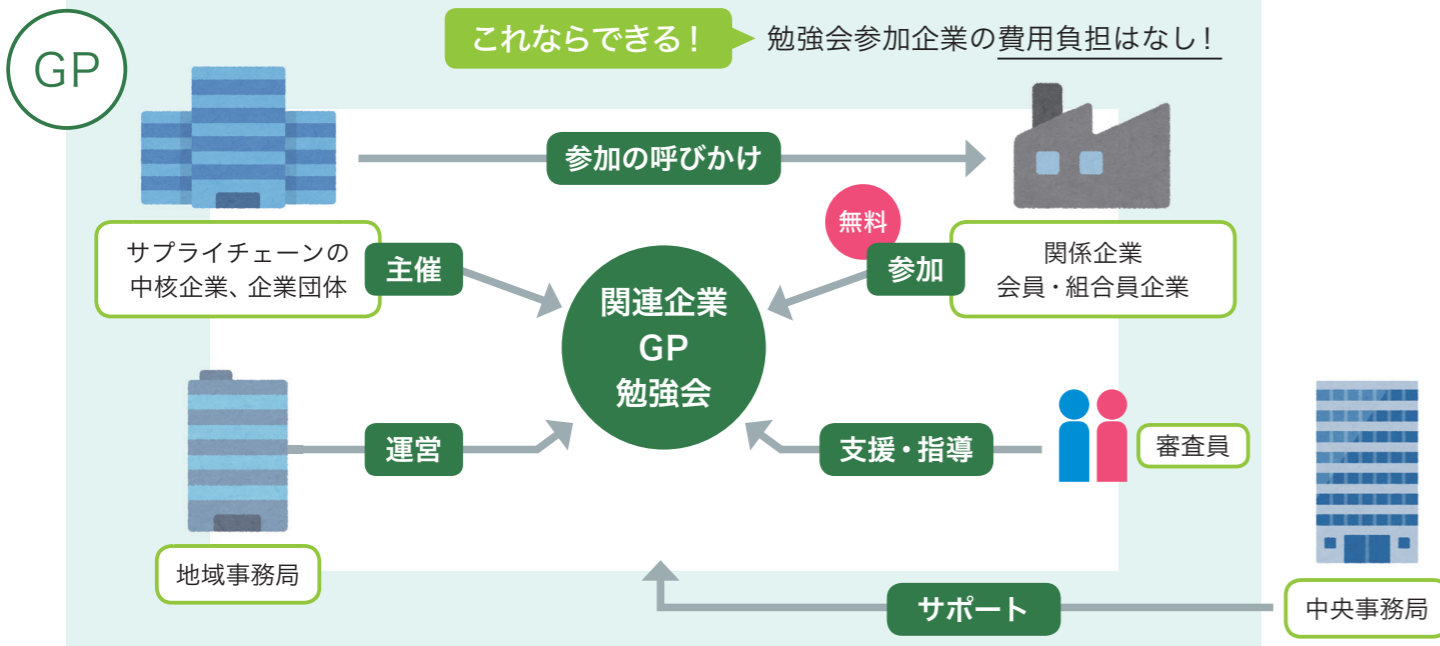 GP
これならできる！
勉強会参加企業の費用負担はなし！
参加の呼びかけ
サプライチェーンの
中核企業、企業団体
主催
無料
参加
関係企業
会員・組合員企業
関連企業
GP
勉強会
運営
支援・指導
審査員
地域事務局
サポート
中央事務局